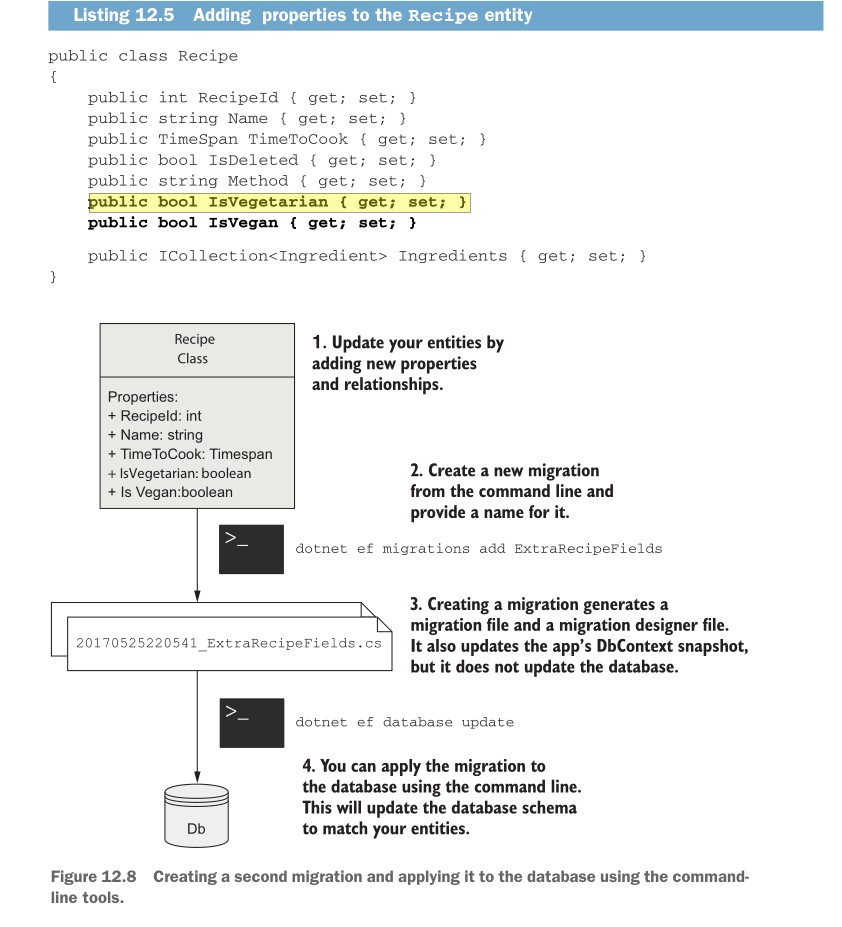 Listing 12.5 Adding properties to the Recipe entity
public class Recipe
{
public int RecipeId { get; set; }
public string Name { get; set; }
public TimeSpan TimeToCook { get; set; }
public bool IsDeleted { get; set; }
public string Method { get; set; }
public bool IsVegetarian { get; set; }
public bool IsVegan { get; set; }
public ICollection<Ingredient> Ingredients { get; set; }
}
Recipe
Class
Properties:
+ RecipeId: int
+ Name: string
+ TimeToCook: Timespan
+ IsVegetarian: boolean
+ Is Vegan:boolean
1. Update your entities by
adding new properties
and relationships.
2. Create a new migration
from the command line and
provide a name for it.
>_
dotnet ef migrations add ExtraRecipeFields
20170525220541_ExtraRecipeFields.cs
3. Creating a migration generates a
migration file and a migration designer file.
It also updates the app's DbContext snapshot,
but it does not update the database.
>_
dotnet ef database update
4. You can apply the migration to
the database using the command line.
This will update the database schema
to match your entities.
Db
Figure 12.8 Creating a second migration and applying it to the database using the command-
line tools.